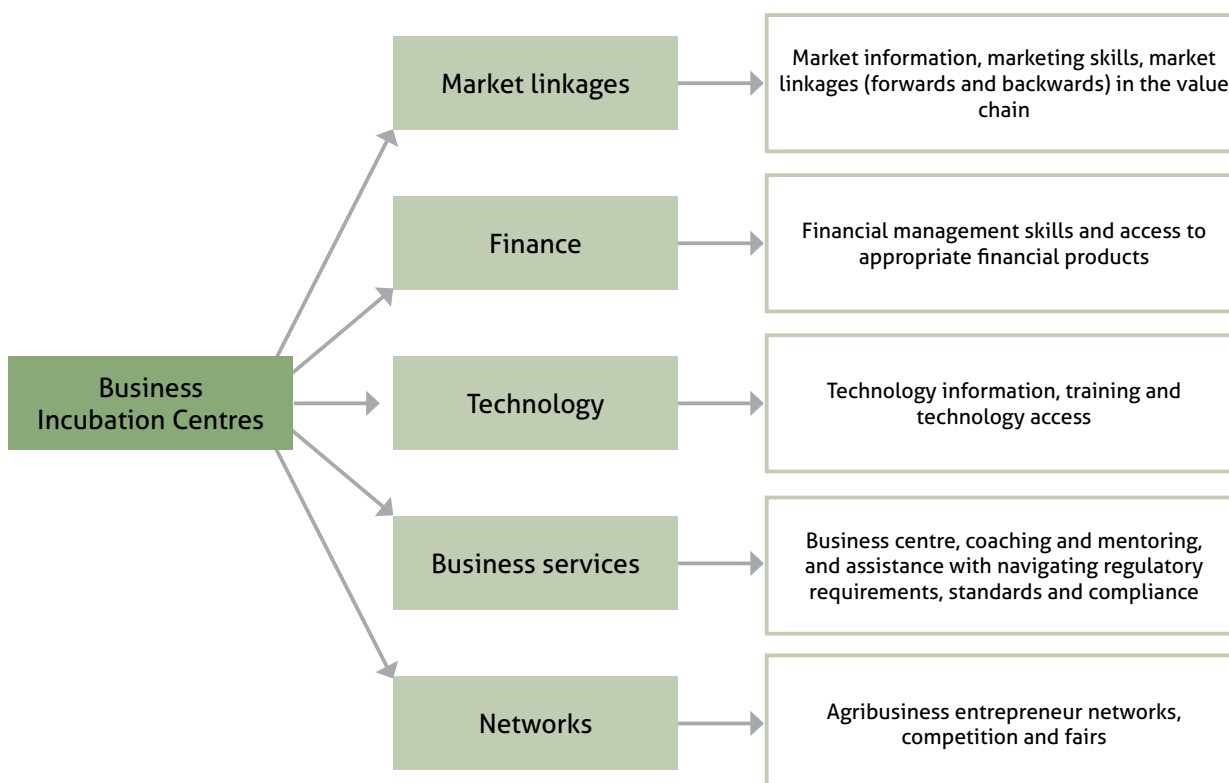 Market linkages
Market information, marketing skills, market
linkages (forwards and backwards) in the value
chain
Finance
Financial management skills and access to
appropriate financial products
Business
Incubation Centres
Technology
Technology information, training and
technology access
Business services
Business centre, coaching and mentoring,
and assistance with navigating regulatory
requirements, standards and compliance
Networks
Agribusiness entrepreneur networks,
competition and fairs